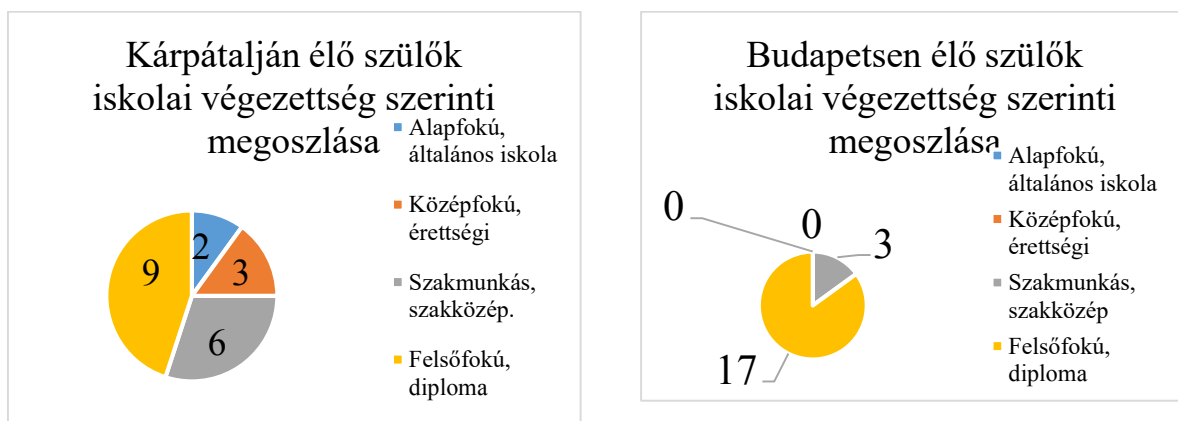 Kárpátalján élő szülők
iskolai végezettség szerinti
megoszlása
Alapfokú,
általános iskola
Középfokú,
érettségi
Szakmunkás,
szakközép.
Felsőfokú,
diploma
2
3
6
9
Budapetsen élő szülők
iskolai végezettség szerinti
megoszlása
Alapfokú,
általános iskola
Középfokú,
érettségi
Szakmunkás,
szakközép
Felsőfokú,
diploma
0
0
3
17